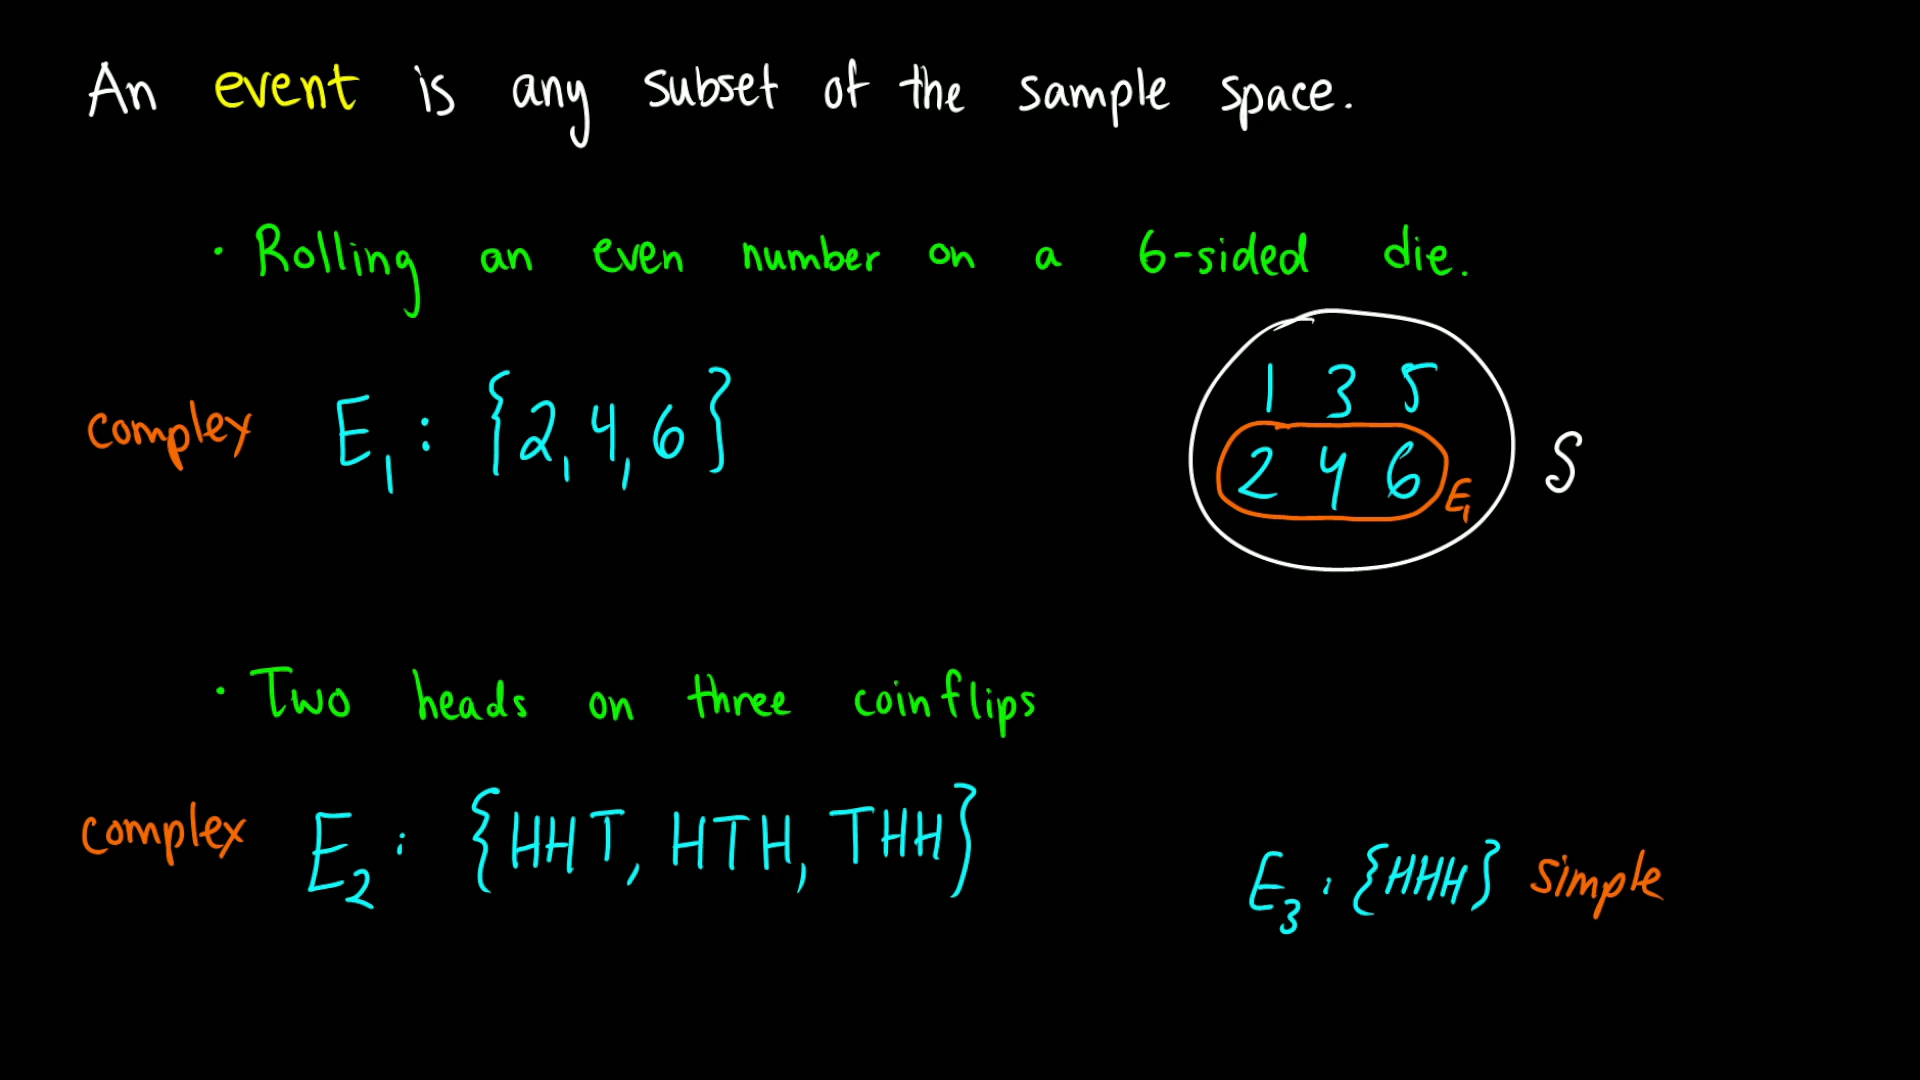 An event is any subset of the sample space.
· Rolling an even number on a 6-sided die.
complex E₁ : {2, 4, 6}
1 3 5
2 4 6 E₁
S
· Two heads on three coinflips
complex E₂ : {HHT, HTH, THH}
E₃ : {HHH} simple